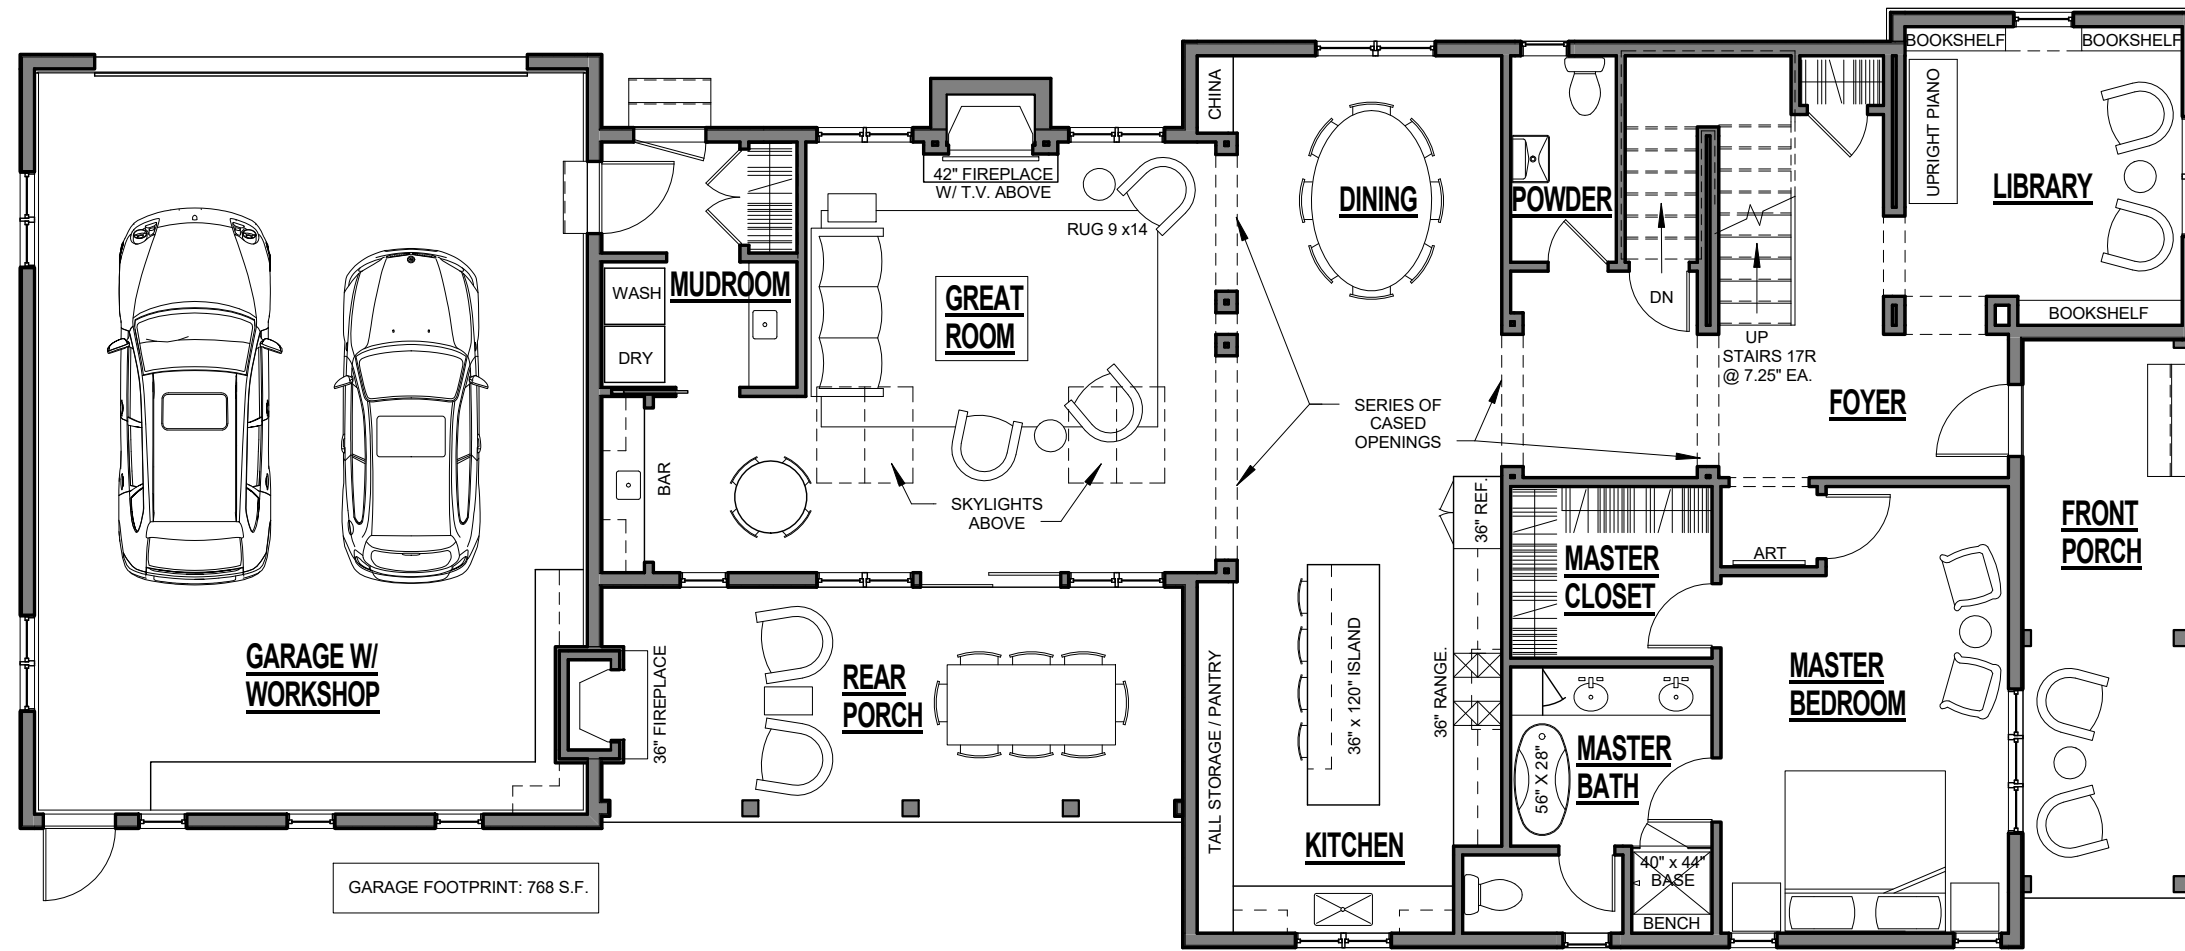 BOOKSHELF
BOOKSHELF
CHINA
UPRIGHT PIANO
42" FIREPLACE
W/ T.V. ABOVE
LIBRARY
DINING
POWDER
RUG 9 x14
MUDROOM
WASH
GREAT
ROOM
DN
BOOKSHELF
DRY
UP
STAIRS 17R
@ 7.25" EA.
FOYER
SERIES OF
CASED
OPENINGS
BAR
SKYLIGHTS
ABOVE
36" REF.
FRONT
PORCH
ART
MASTER
CLOSET
GARAGE W/
WORKSHOP
36" FIREPLACE
REAR
PORCH
TALL STORAGE / PANTRY
36" x 120" ISLAND
36" RANGE.
MASTER
BEDROOM
MASTER
BATH
56" X 28"
KITCHEN
40" x 44"
BASE
BENCH
GARAGE FOOTPRINT: 768 S.F.